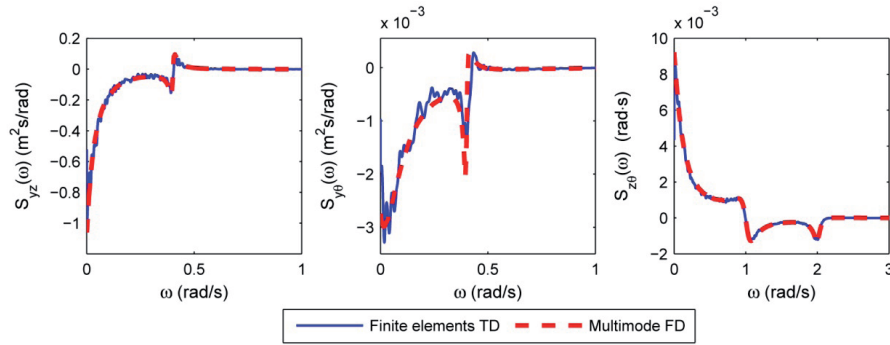 0.2
0
−0.2
−0.4
−0.6
−0.8
−1
0
0.5
1
S_yz(ω) (m²s/rad)
ω (rad/s)
x 10⁻³
0
−1
−2
−3
0
0.5
1
S_yθ(ω) (m²s/rad)
ω (rad/s)
x 10⁻³
10
8
6
4
2
0
−2
0
1
2
3
S_zθ(ω) (rad·s)
ω (rad/s)
Finite elements TD
Multimode FD